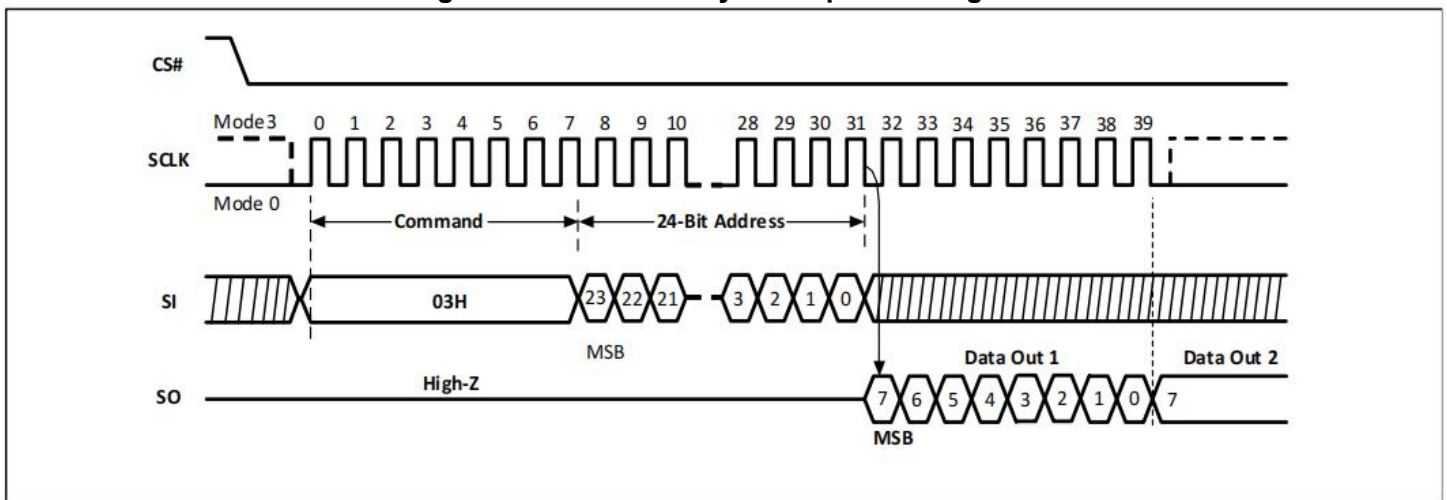 CS#
Mode3 0 1 2 3 4 5 6 7 8 9 10 28 29 30 31 32 33 34 35 36 37 38 39
SCLK
Mode 0
Command 24-Bit Address
SI 03H 23 22 21 3 2 1 0
MSB
Data Out 1 Data Out 2
High-Z
SO 7 6 5 4 3 2 1 0 7
MSB